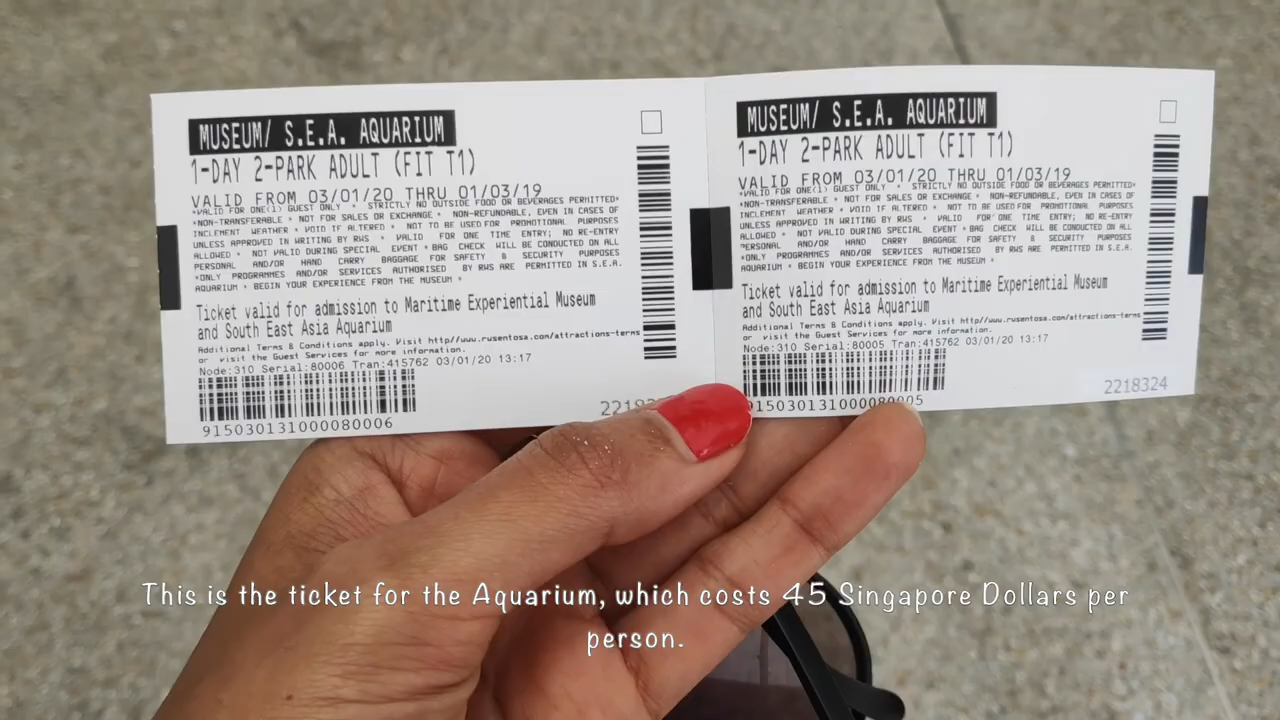 MUSEUM/ S.E.A. AQUARIUM
1-DAY 2-PARK ADULT (FIT T1)
VALID FROM 03/01/20 THRU 01/03/19
*VALID FOR ONE(1) GUEST ONLY * STRICTLY NO OUTSIDE FOOD OR BEVERAGES PERMITTED*
*NON-TRANSFERABLE * NOT FOR SALES OR EXCHANGE * NON-REFUNDABLE, EVEN IN CASES OF
INCLEMENT WEATHER * VOID IF ALTERED * NOT TO BE USED FOR PROMOTIONAL PURPOSES
UNLESS APPROVED IN WRITING BY RWS * VALID FOR ONE TIME ENTRY; NO RE-ENTRY
ALLOWED * NOT VALID DURING SPECIAL EVENT *BAG CHECK WILL BE CONDUCTED ON ALL
PERSONAL AND/OR HAND CARRY BAGGAGE FOR SAFETY & SECURITY PURPOSES
*ONLY PROGRAMMES AND/OR SERVICES AUTHORISED BY RWS ARE PERMITTED IN S.E.A.
AQUARIUM * BEGIN YOUR EXPERIENCE FROM THE MUSEUM *
Ticket valid for admission to Maritime Experiential Museum
and South East Asia Aquarium
Additional Terms & Conditions apply. Visit http//www.rwsentosa.com/attractions-terms
or visit the Guest Services for more information.
Node:310 Serial:80006 Tran:415762 03/01/20 13:17
915030131000080006
MUSEUM/ S.E.A. AQUARIUM
1-DAY 2-PARK ADULT (FIT T1)
VALID FROM 03/01/20 THRU 01/03/19
*VALID FOR ONE(1) GUEST ONLY * STRICTLY NO OUTSIDE FOOD OR BEVERAGES PERMITTED*
*NON-TRANSFERABLE * NOT FOR SALES OR EXCHANGE * NON-REFUNDABLE, EVEN IN CASES OF
INCLEMENT WEATHER * VOID IF ALTERED * NOT TO BE USED FOR PROMOTIONAL PURPOSES
UNLESS APPROVED IN WRITING BY RWS * VALID FOR ONE TIME ENTRY; NO RE-ENTRY
ALLOWED * NOT VALID DURING SPECIAL EVENT *BAG CHECK WILL BE CONDUCTED ON ALL
PERSONAL AND/OR HAND CARRY BAGGAGE FOR SAFETY & SECURITY PURPOSES
*ONLY PROGRAMMES AND/OR SERVICES AUTHORISED BY RWS ARE PERMITTED IN S.E.A.
AQUARIUM * BEGIN YOUR EXPERIENCE FROM THE MUSEUM *
Ticket valid for admission to Maritime Experiential Museum
and South East Asia Aquarium
Additional Terms & Conditions apply. Visit http//www.rwsentosa.com/attractions-terms
or visit the Guest Services for more information.
Node:310 Serial:80005 Tran:415762 03/01/20 13:17
2218324
915030131000080005
This is the ticket for the Aquarium, which costs 45 Singapore Dollars per
person.